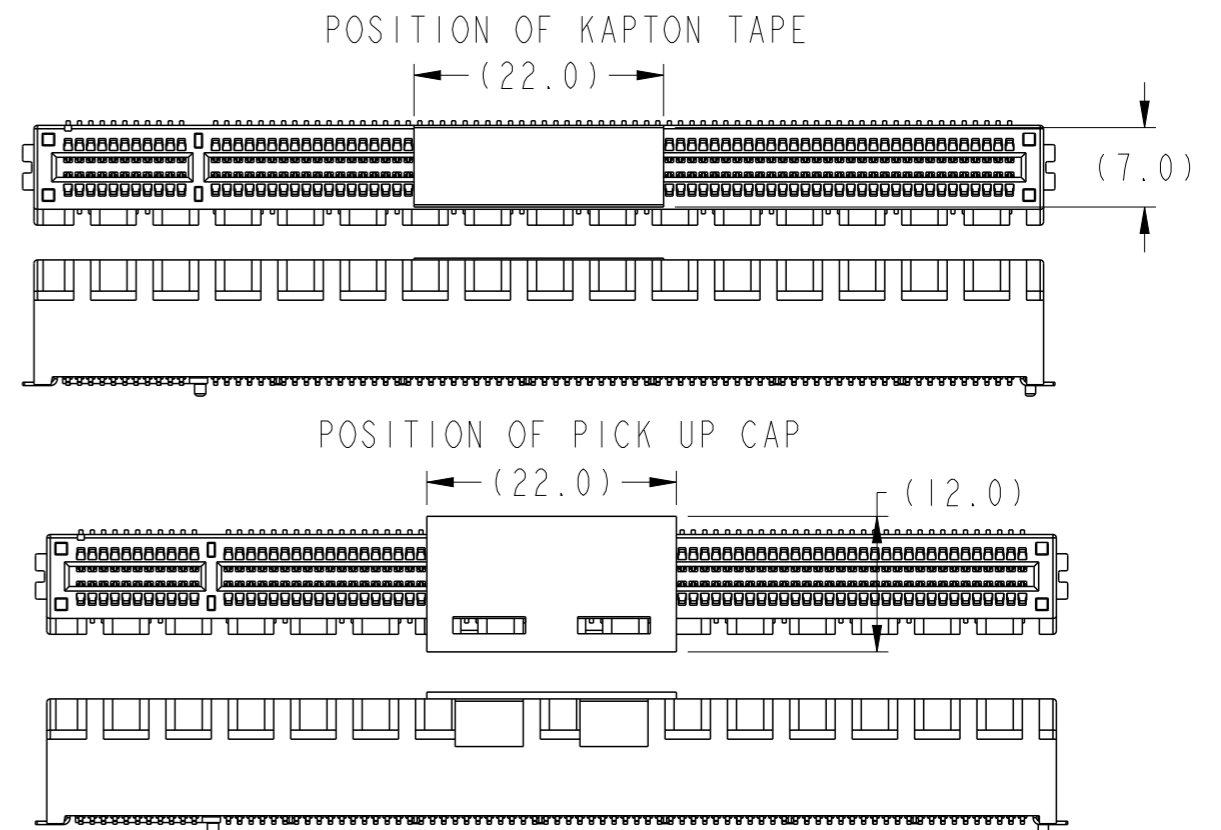 POSITION OF KAPTON TAPE
(22.0)
(7.0)
POSITION OF PICK UP CAP
(22.0)
(12.0)